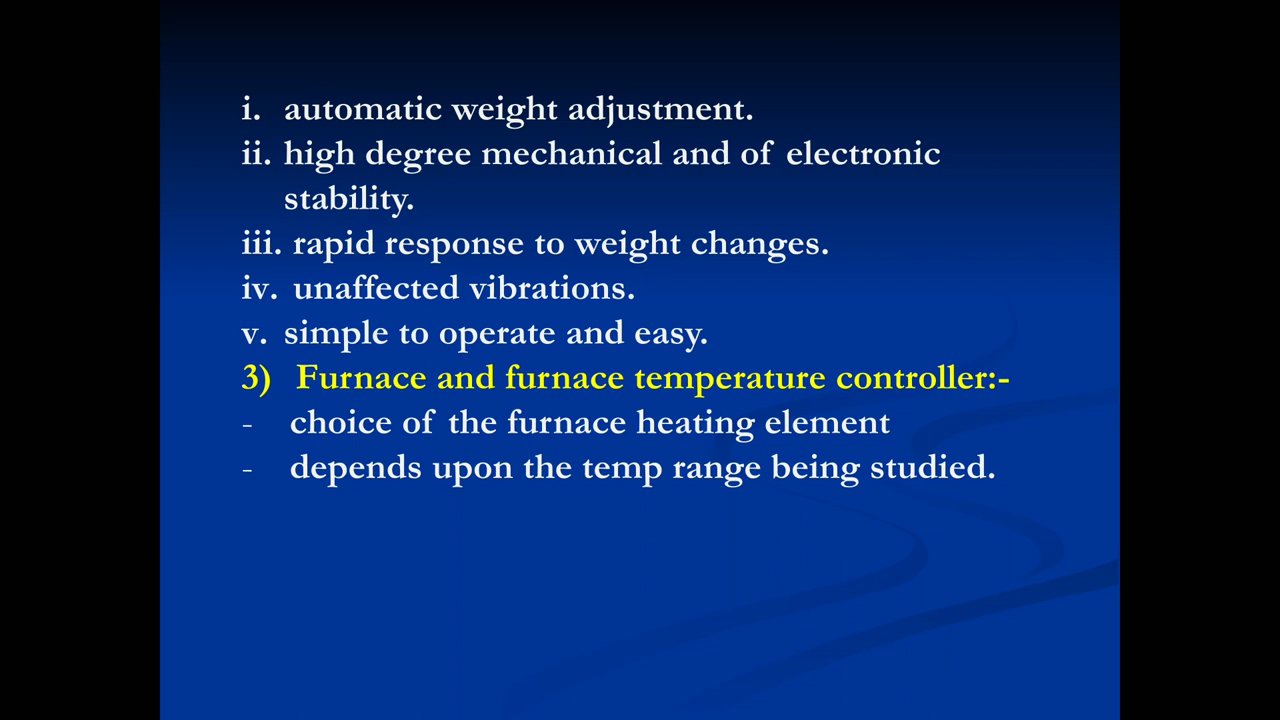 i. automatic weight adjustment.
ii. high degree mechanical and of electronic
stability.
iii. rapid response to weight changes.
iv. unaffected vibrations.
v. simple to operate and easy.
3) Furnace and furnace temperature controller:-
- choice of the furnace heating element
- depends upon the temp range being studied.